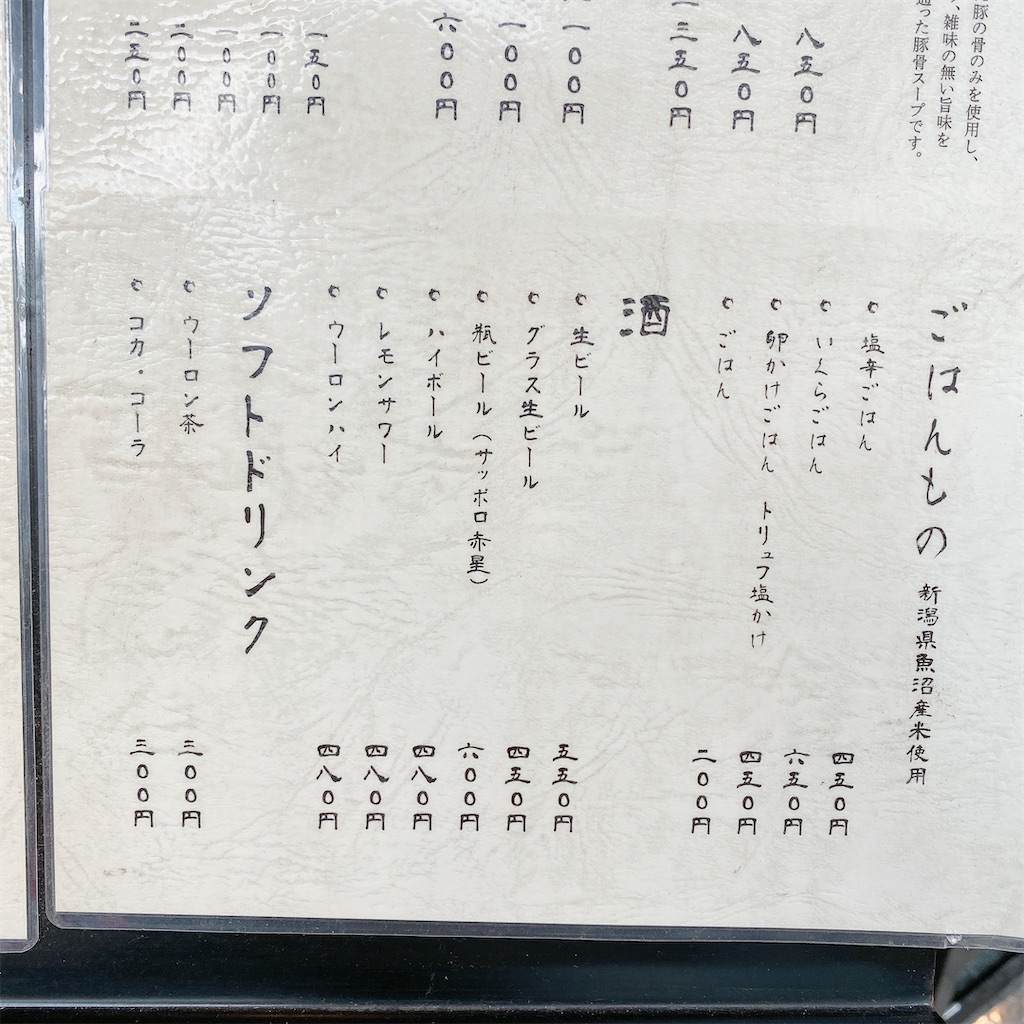 豚の骨のみを使用し、
、雑味の無い旨味を
った豚骨スープです。
八五〇円
八五〇円
三五〇円
一〇〇円
一〇〇円
六〇〇円
一五〇円
一〇〇円
一〇〇円
二〇〇円
二五〇円
ごはんもの 新潟県魚沼産米使用
塩辛ごはん 四五〇円
いくらごはん 六五〇円
卵かけごはん トリュフ塩かけ 四五〇円
ごはん 二〇〇円
酒
生ビール 五五〇円
グラス生ビール 四五〇円
瓶ビール(サッポロ赤星) 六〇〇円
ハイボール 四八〇円
レモンサワー 四八〇円
ウーロンハイ 四八〇円
ソフトドリンク
ウーロン茶 三〇〇円
コカ・コーラ 三〇〇円